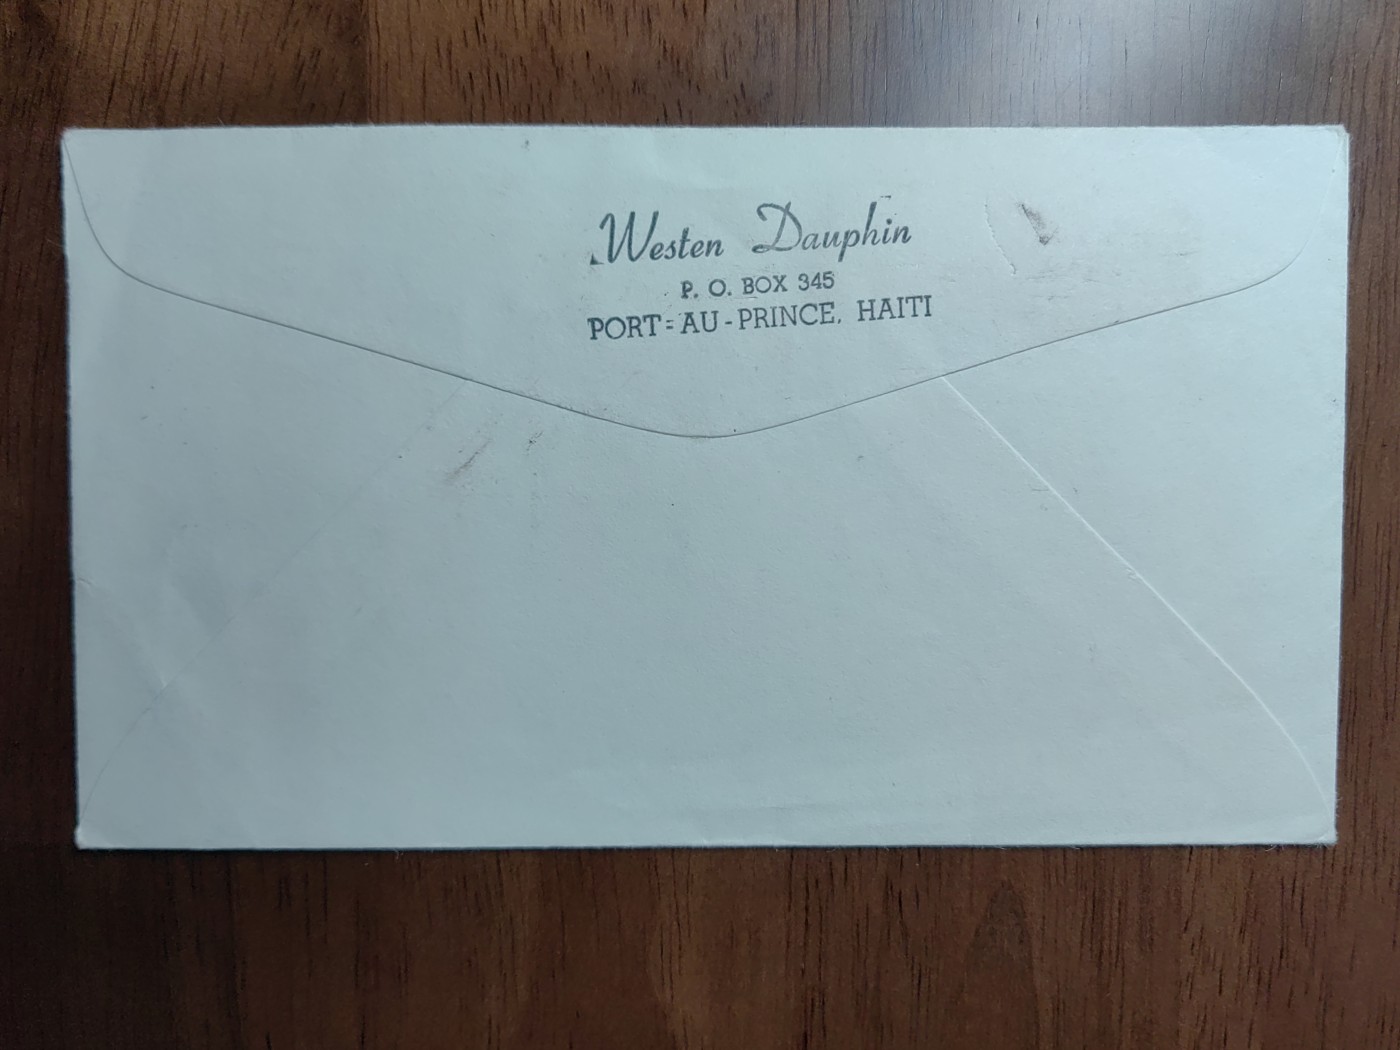 Westen Dauphin
P. O. BOX 345
PORT=AU-PRINCE, HAITI